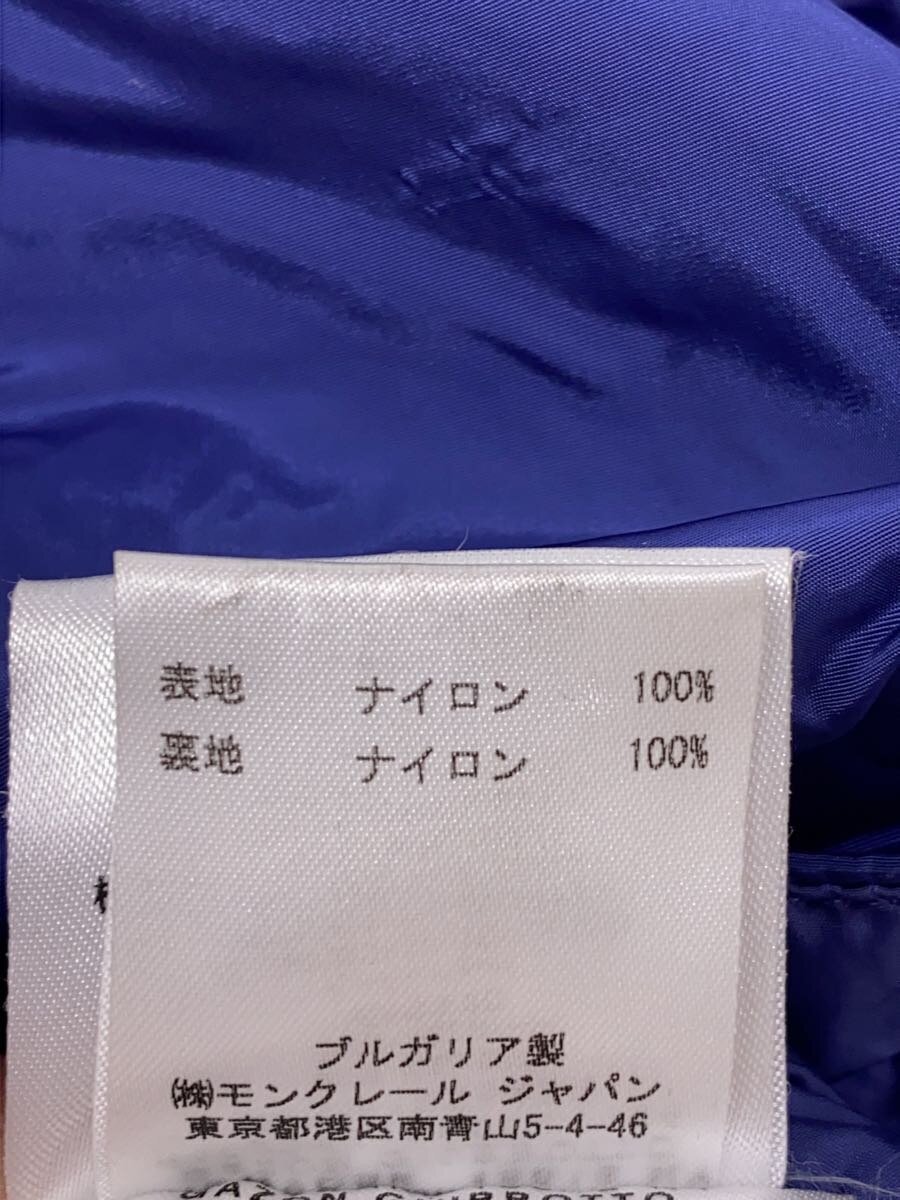 表地 ナイロン 100%
裏地 ナイロン 100%
ブルガリア製
㈱モンクレール ジャパン
東京都港区南青山5-4-46